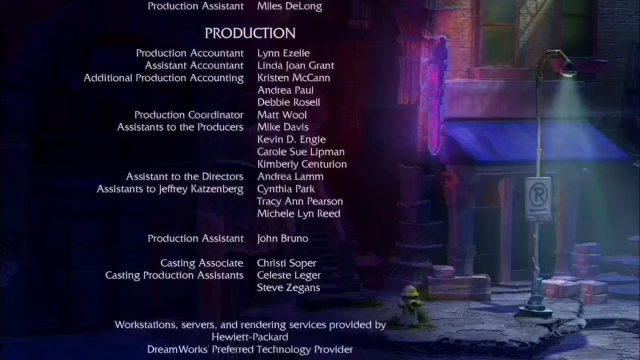 Production Assistant Miles DeLong
PRODUCTION
Production Accountant Lynn Ezelle
Assistant Accountant Linda Joan Grant
Additional Production Accounting Kristen McCann
Andrea Paul
Debbie Rosell
Production Coordinator Matt Wool
Assistants to the Producers Mike Davis
Kevin D. Engle
Carole Sue Lipman
Kimberly Centurion
Assistant to the Directors Andrea Lamm
Assistants to Jeffrey Katzenberg Cynthia Park
Tracy Ann Pearson
Michele Lyn Reed
Production Assistant John Bruno
Casting Associate Christi Soper
Casting Production Assistants Celeste Leger
Steve Zegans
Workstations, servers, and rendering services provided by
Hewlett-Packard
DreamWorks' Preferred Technology Provider
P